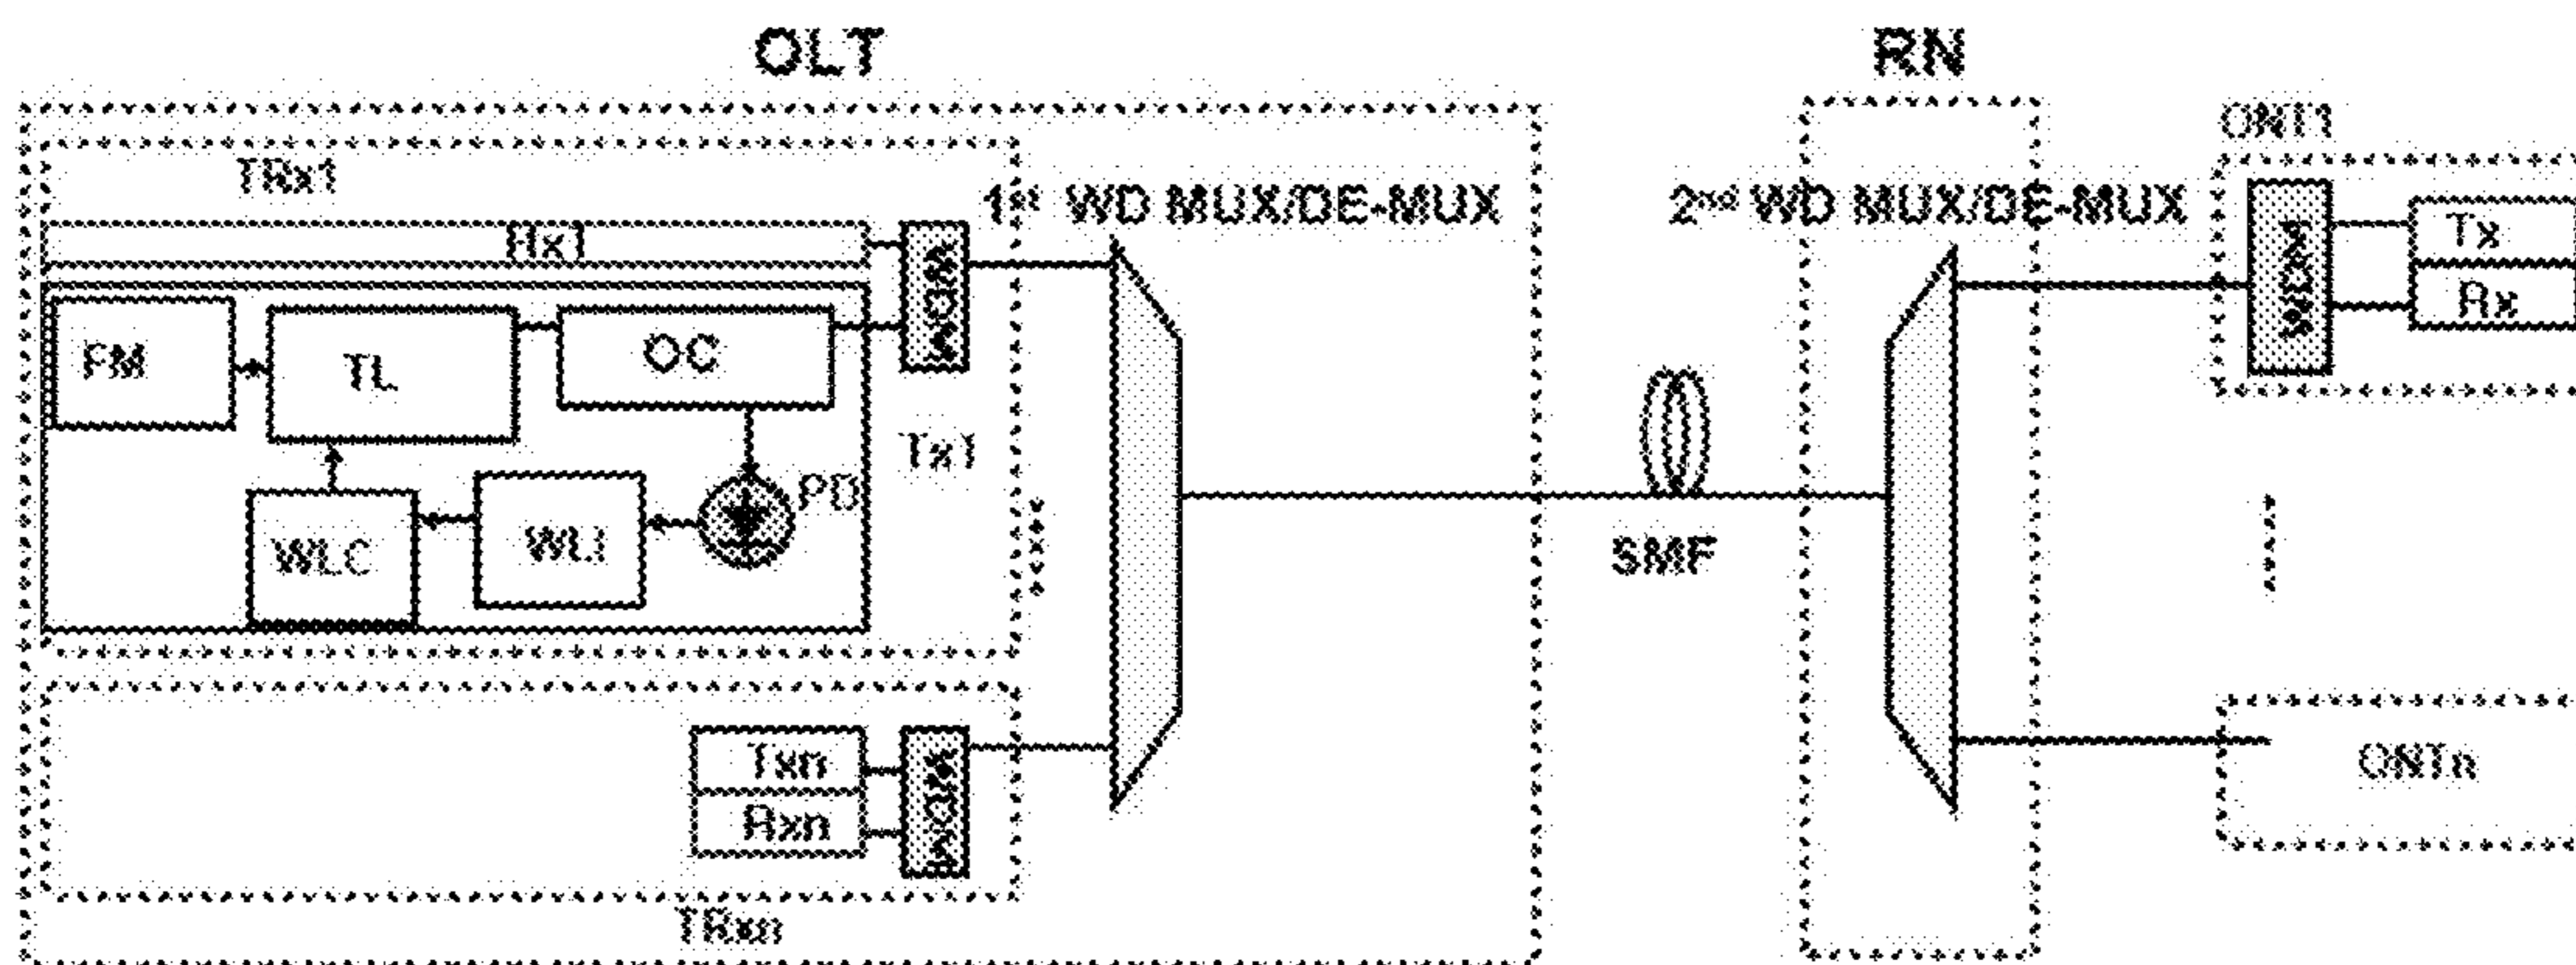 OLT
RN
ONT1
TRx1
1st WD MUX/DE-MUX
2nd WD MUX/DE-MUX
Rx1
WDM
WDM
Tx
Rx
FM
TL
OC
Tx1
PD
WLC
WLI
SMF
Txn
Rxn
WDM
ONTn
TRxn